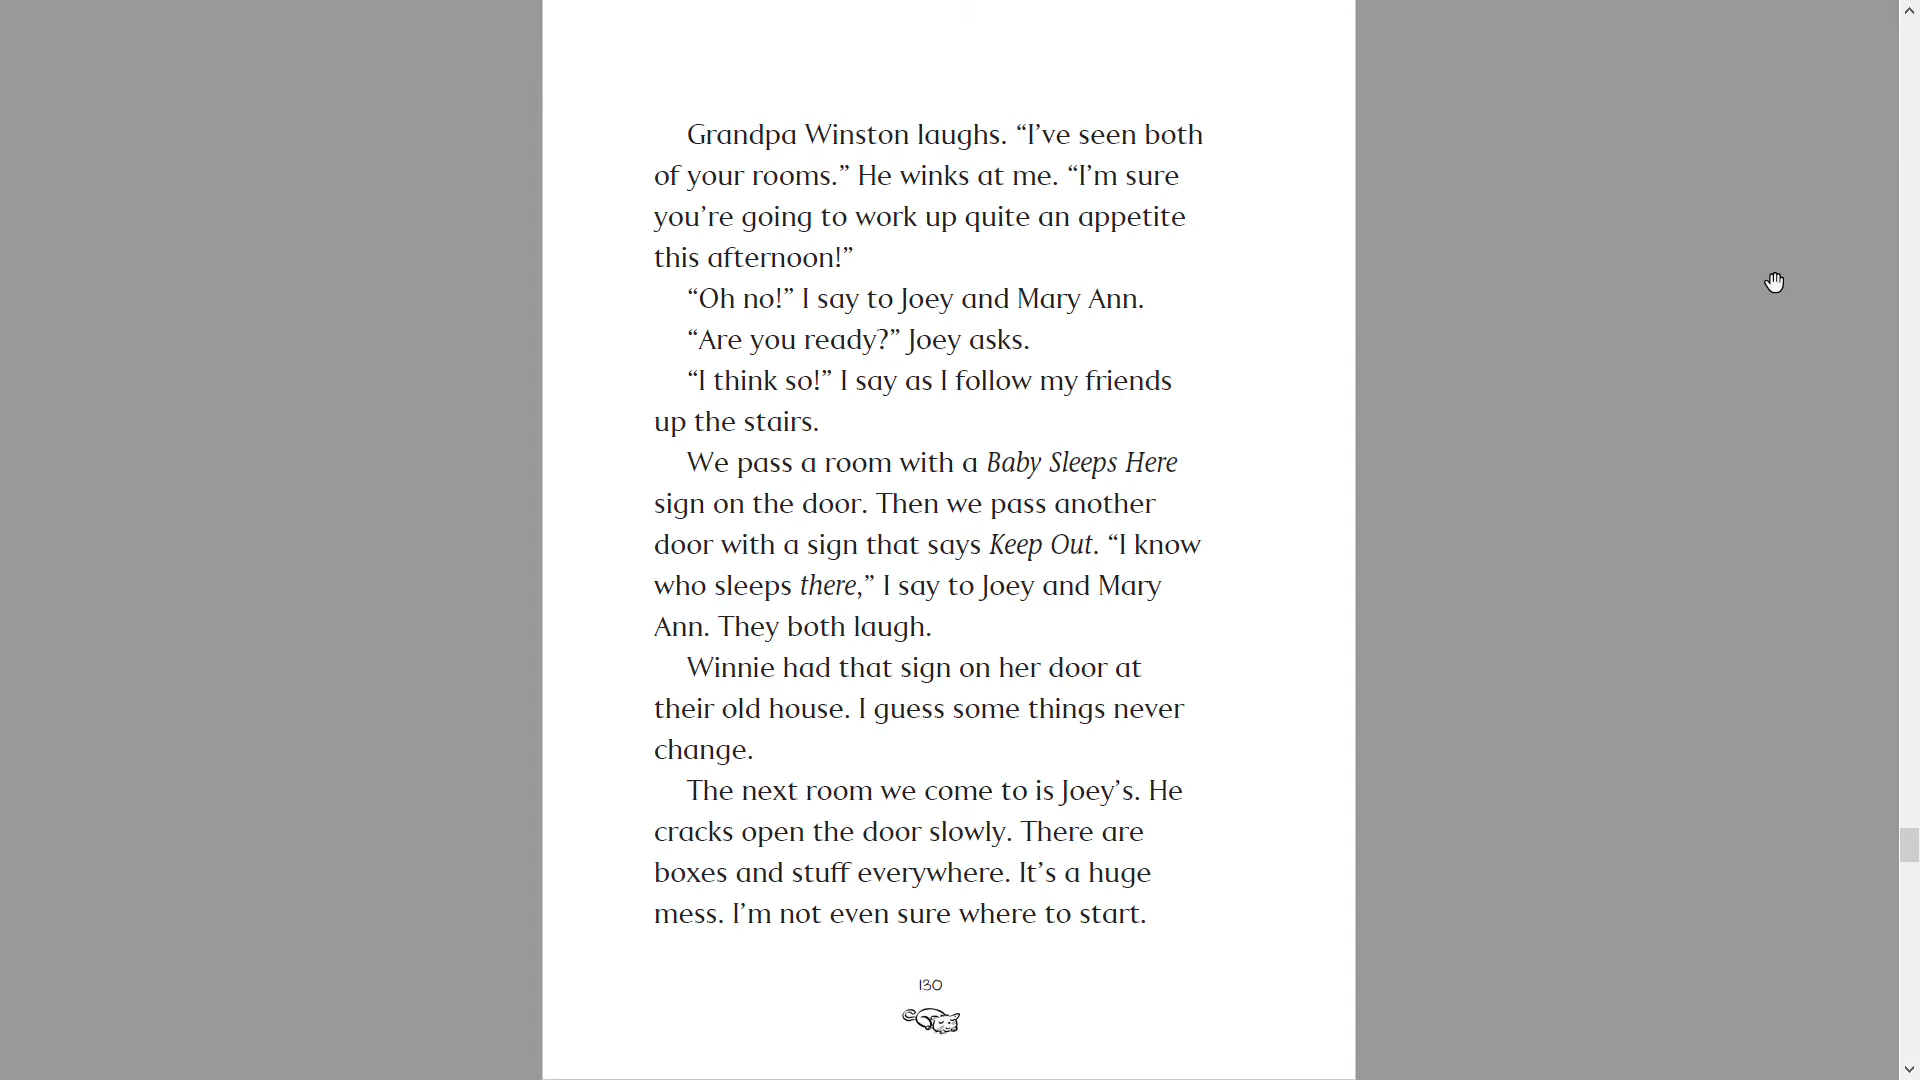 Grandpa Winston laughs. “I’ve seen both
of your rooms.” He winks at me. “I’m sure
you’re going to work up quite an appetite
this afternoon!”
“Oh no!” I say to Joey and Mary Ann.
“Are you ready?” Joey asks.
“I think so!” I say as I follow my friends
up the stairs.
We pass a room with a Baby Sleeps Here
sign on the door. Then we pass another
door with a sign that says Keep Out. “I know
who sleeps there,” I say to Joey and Mary
Ann. They both laugh.
Winnie had that sign on her door at
their old house. I guess some things never
change.
The next room we come to is Joey’s. He
cracks open the door slowly. There are
boxes and stuff everywhere. It’s a huge
mess. I’m not even sure where to start.
130